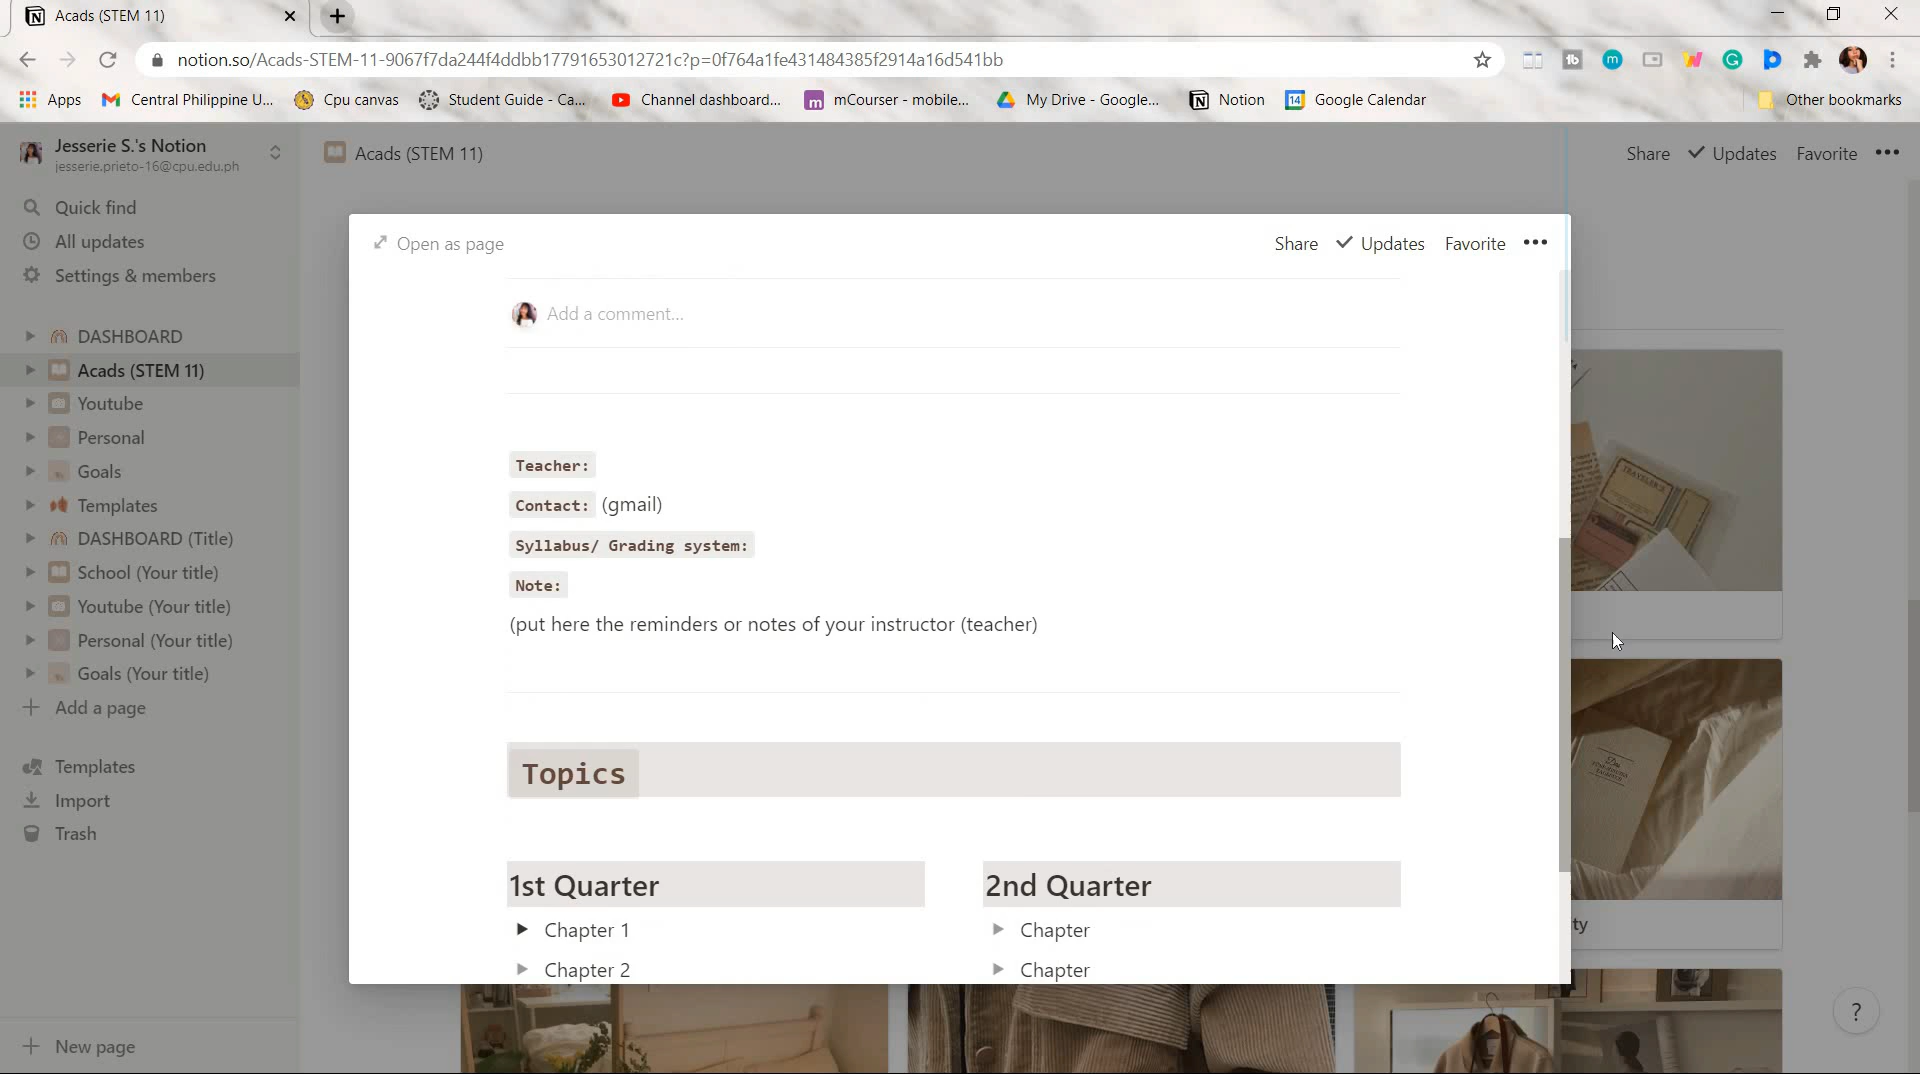 Acads (STEM 11)
notion.so/Acads-STEM-11-9067f7da244f4ddbb17791653012721c?p=0f764a1fe431484385f2914a16d541bb
Apps
Central Philippine U...
Cpu canvas
Student Guide - Ca...
Channel dashboard...
mCourser - mobile...
My Drive - Google...
Notion
14
Google Calendar
Other bookmarks
Jesserie S.'s Notion
jesserie.prieto-16@cpu.edu.ph
Acads (STEM 11)
Share
Updates
Favorite
Quick find
All updates
Settings & members
DASHBOARD
Acads (STEM 11)
Youtube
Personal
Goals
Templates
DASHBOARD (Title)
School (Your title)
Youtube (Your title)
Personal (Your title)
Goals (Your title)
Add a page
Templates
Import
Trash
New page
Open as page
Share
Updates
Favorite
Add a comment...
Teacher:
Contact: (gmail)
Syllabus/ Grading system:
Note:
(put here the reminders or notes of your instructor (teacher)
Topics
1st Quarter
Chapter 1
Chapter 2
2nd Quarter
Chapter
Chapter
TRAVELER'S
ty
?